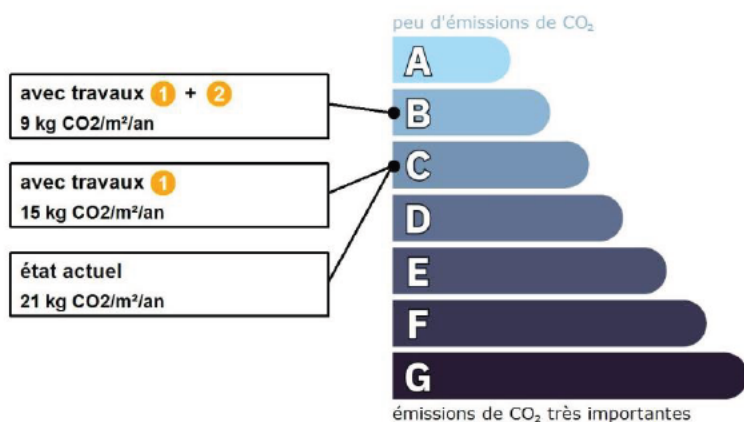 peu d'émissions de CO₂
A
avec travaux 1 + 2
9 kg CO2/m²/an
B
C
avec travaux 1
15 kg CO2/m²/an
D
état actuel
21 kg CO2/m²/an
E
F
G
émissions de CO₂ très importantes